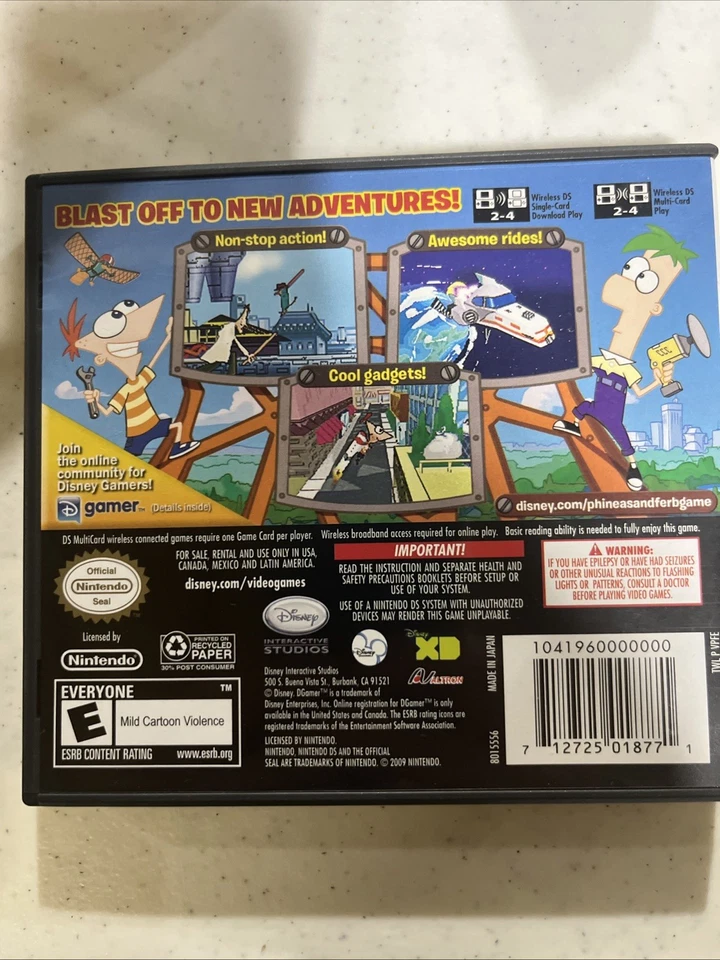 BLAST OFF TO NEW ADVENTURES!
2-4
Wireless DS
Single-Card
Download Play
2-4
Wireless DS
Multi-Card
Play
Non-stop action!
Awesome rides!
Cool gadgets!
Join
the online
community for
Disney Gamers!
D gamer™ (Details inside)
disney.com/phineasandferbgame
DS MultiCard wireless connected games require one Game Card per player. Wireless broadband access required for online play. Basic reading ability is needed to fully enjoy this game.
Official
Nintendo
Seal
FOR SALE, RENTAL AND USE ONLY IN USA,
CANADA, MEXICO AND LATIN AMERICA.
disney.com/videogames
IMPORTANT!
READ THE INSTRUCTION AND SEPARATE HEALTH AND
SAFETY PRECAUTIONS BOOKLETS BEFORE SETUP OR
USE OF YOUR SYSTEM.
USE OF A NINTENDO DS SYSTEM WITH UNAUTHORIZED
DEVICES MAY RENDER THIS GAME UNPLAYABLE.
WARNING:
IF YOU HAVE EPILEPSY OR HAVE HAD SEIZURES
OR OTHER UNUSUAL REACTIONS TO FLASHING
LIGHTS OR PATTERNS, CONSULT A DOCTOR
BEFORE PLAYING VIDEO GAMES.
Licensed by
Nintendo
PRINTED ON
RECYCLED
PAPER
30% POST CONSUMER
Disney
INTERACTIVE
STUDIOS
Disney
Disney
XD
ALTRON
Disney Interactive Studios
500 S. Buena Vista St., Burbank, CA 91521
© Disney. DGamer™ is a trademark of
Disney Enterprises, Inc. Online registration for DGamer™ is only
available in the United States and Canada. The ESRB rating icons are
registered trademarks of the Entertainment Software Association.
LICENSED BY NINTENDO.
NINTENDO, NINTENDO DS AND THE OFFICIAL
SEAL ARE TRADEMARKS OF NINTENDO. © 2009 NINTENDO.
EVERYONE ™
E
Mild Cartoon Violence
ESRB CONTENT RATING www.esrb.org
MADE IN JAPAN
8015556
1041960000000
7 12725 01877 1
TWL P VPFE